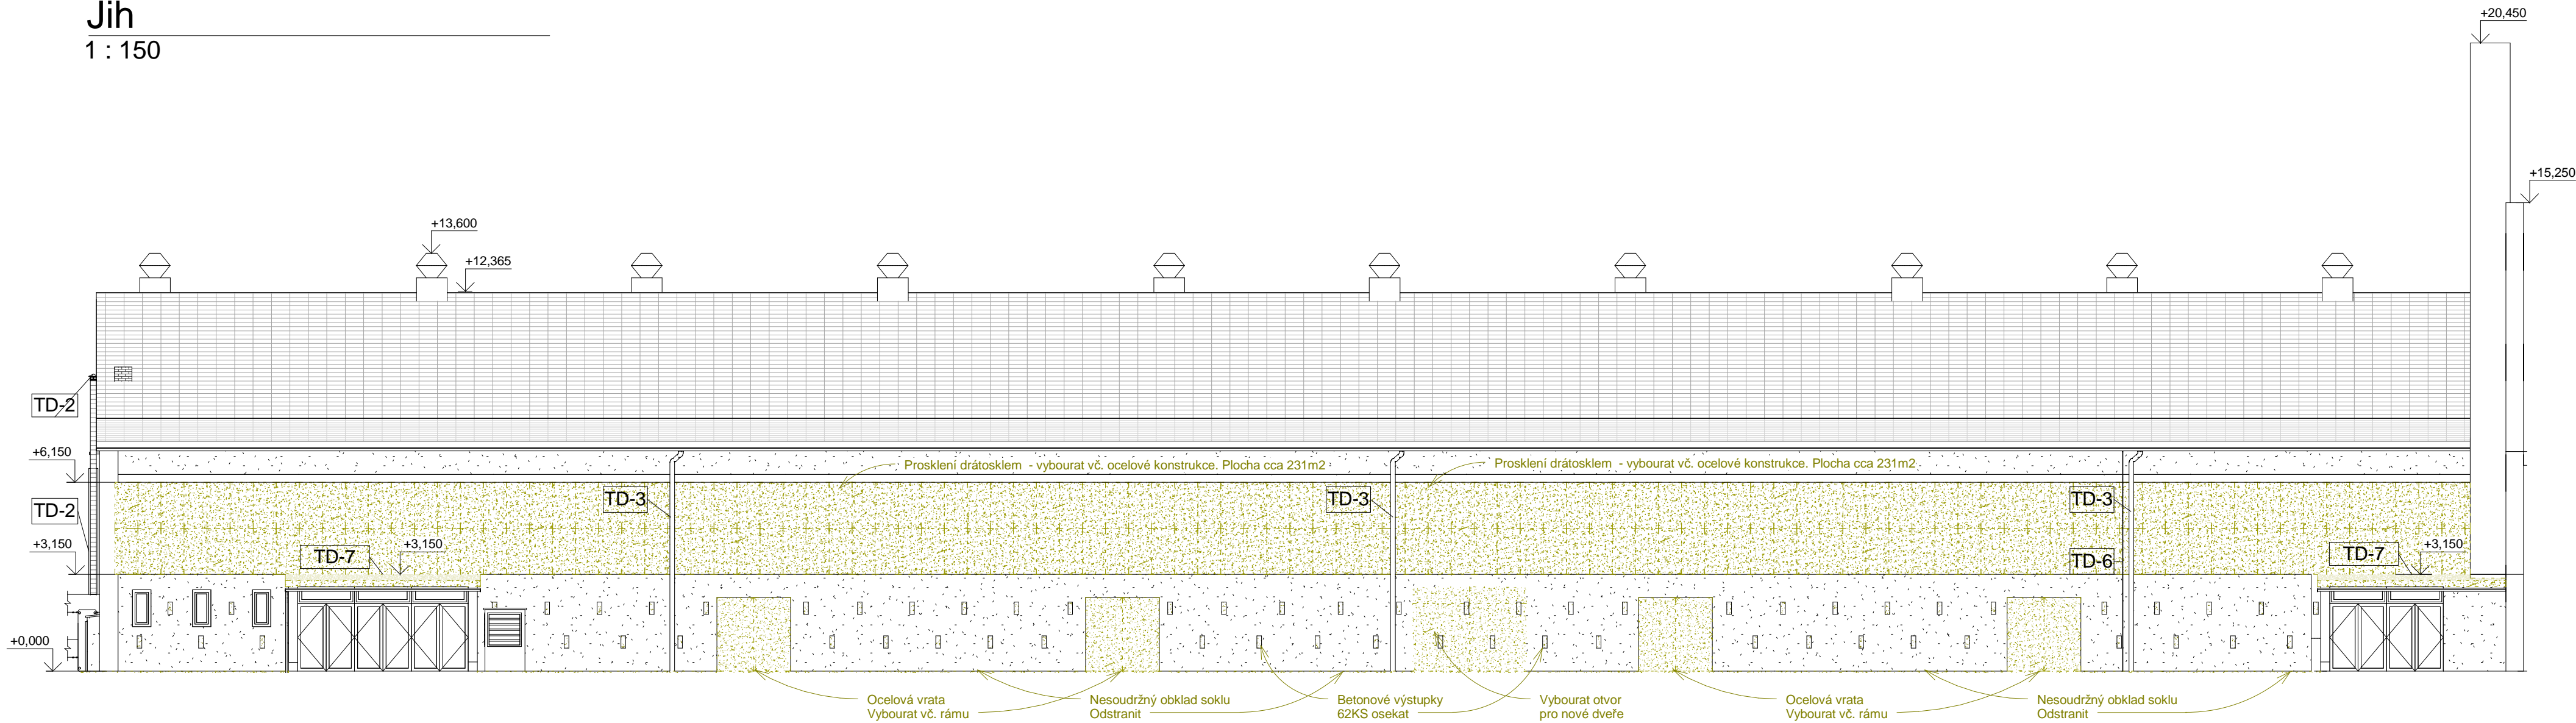 Jih
1 : 150
+20,450
+15,250
+13,600
+12,365
TD-2
+6,150
Prosklení drátosklem - vybourat vč. ocelové konstrukce. Plocha cca 231m2
Prosklení drátosklem - vybourat vč. ocelové konstrukce. Plocha cca 231m2
TD-3
TD-3
TD-3
TD-2
+3,150
TD-7
+3,150
TD-6
TD-7
+3,150
+0,000
Ocelová vrata
Vybourat vč. rámu
Nesoudržný obklad soklu
Odstranit
Betonové výstupky
62KS osekat
Vybourat otvor
pro nové dveře
Ocelová vrata
Vybourat vč. rámu
Nesoudržný obklad soklu
Odstranit